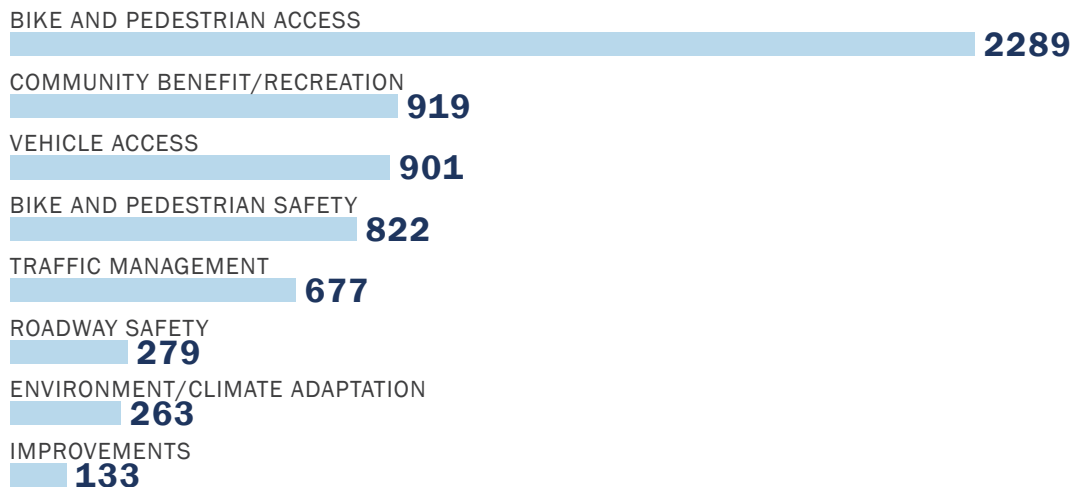 BIKE AND PEDESTRIAN ACCESS
2289
COMMUNITY BENEFIT/RECREATION
919
VEHICLE ACCESS
901
BIKE AND PEDESTRIAN SAFETY
822
TRAFFIC MANAGEMENT
677
ROADWAY SAFETY
279
ENVIRONMENT/CLIMATE ADAPTATION
263
IMPROVEMENTS
133